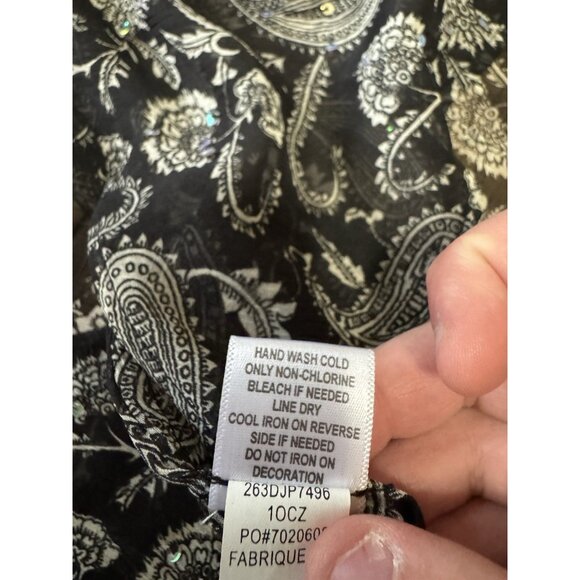 HAND WASH COLD
ONLY NON-CHLORINE
BLEACH IF NEEDED
LINE DRY
COOL IRON ON REVERSE
SIDE IF NEEDED
DO NOT IRON ON
DECORATION
263DJP7496
10CZ
FABRIQUE